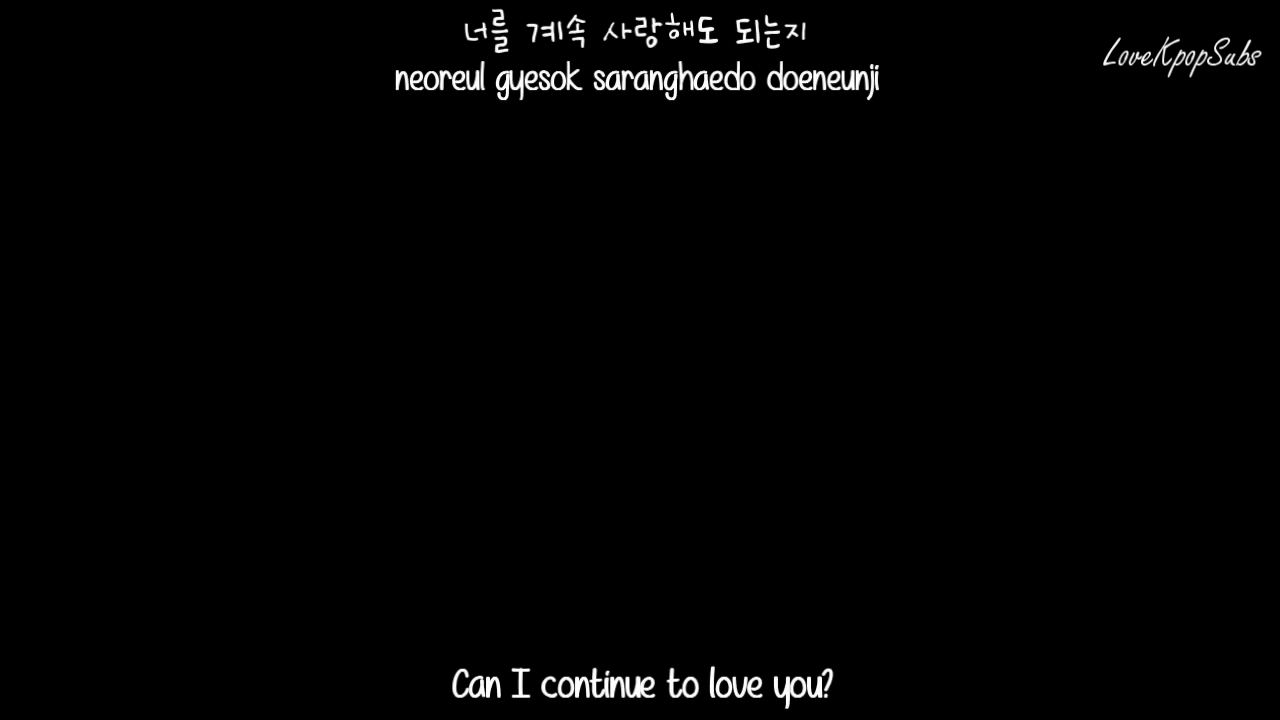 너를 계속 사랑해도 되는지
LoveKpopSubs
neoreul gyesok saranghaedo doeneunji
Can I continue to love you?